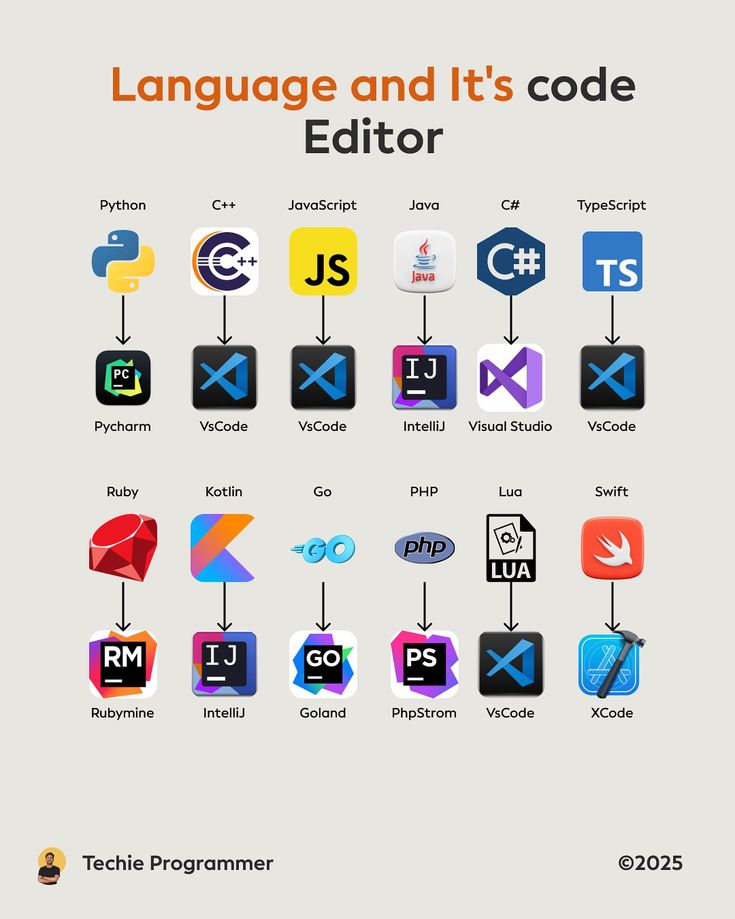 Language and It's code
Editor
Python C++ JavaScript Java C# TypeScript
C++ JS Java C# TS
PC IJ
Pycharm VsCode VsCode IntelliJ Visual Studio VsCode
Ruby Kotlin Go PHP Lua Swift
GO php LUA
RM IJ GO PS
Rubymine IntelliJ Goland PhpStrom VsCode XCode
Techie Programmer ©2025